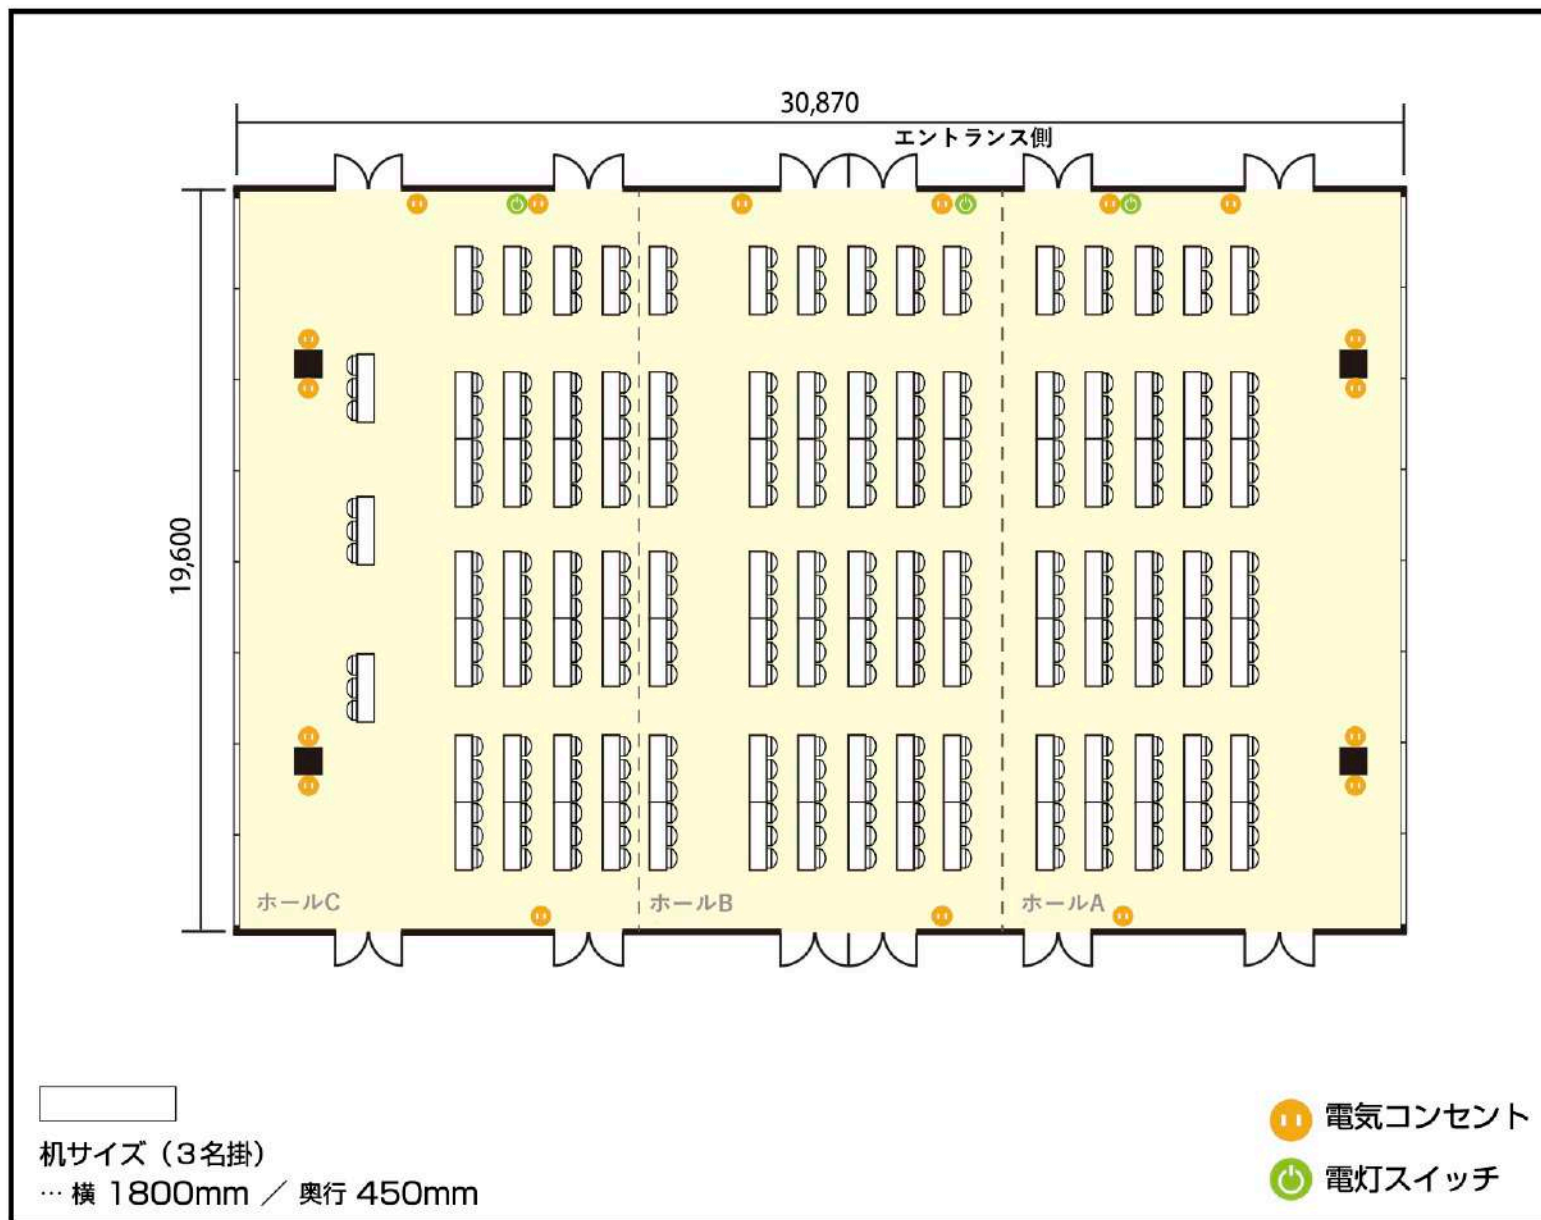 30,870
エントランス側
19,600
ホールC
ホールB
ホールA
机サイズ（3名掛）
… 横 1800mm ／ 奥行 450mm
電気コンセント
電灯スイッチ